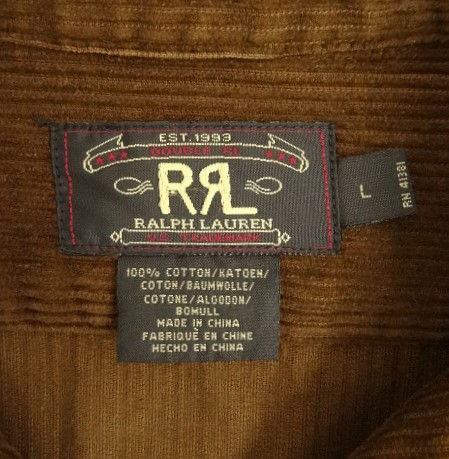 EST. 1993
DOUBLE RL
RRL
RALPH LAUREN
U.S. TRADEMARK
L
RN 41381
100% COTTON/KATOEN/
COTON/BAUMWOLLE/
COTONE/ALGODON/
BOMULL
MADE IN CHINA
FABRIQUÉ EN CHINE
HECHO EN CHINA